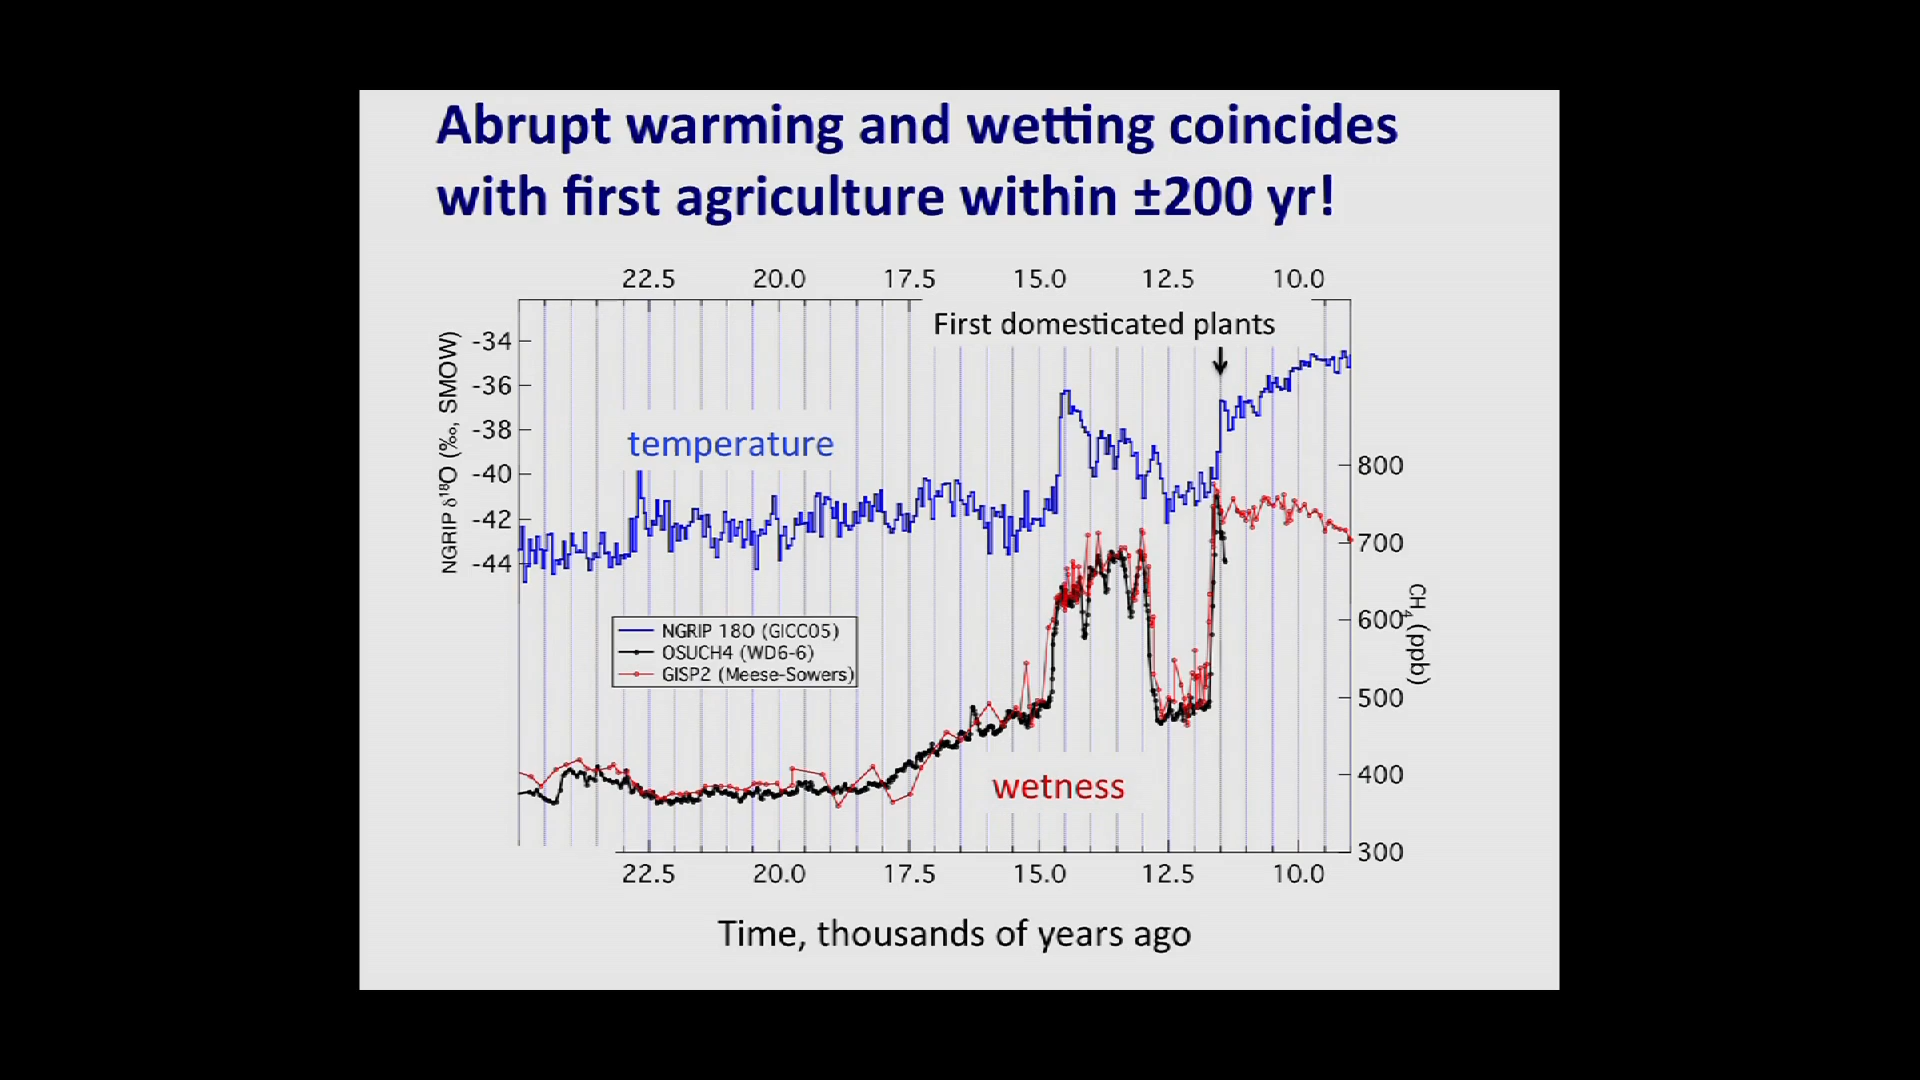 Abrupt warming and wetting coincides
with first agriculture within ±200 yr!
22.5 20.0 17.5 15.0 12.5 10.0
First domesticated plants
NGRIP δ¹⁸O (‰, SMOW)
-34
-36
-38
-40
-42
-44
temperature
800
700
600
500
400
300
CH₄ (ppb)
NGRIP 18O (GICC05)
OSUCH4 (WD6-6)
GISP2 (Meese-Sowers)
wetness
22.5 20.0 17.5 15.0 12.5 10.0
Time, thousands of years ago